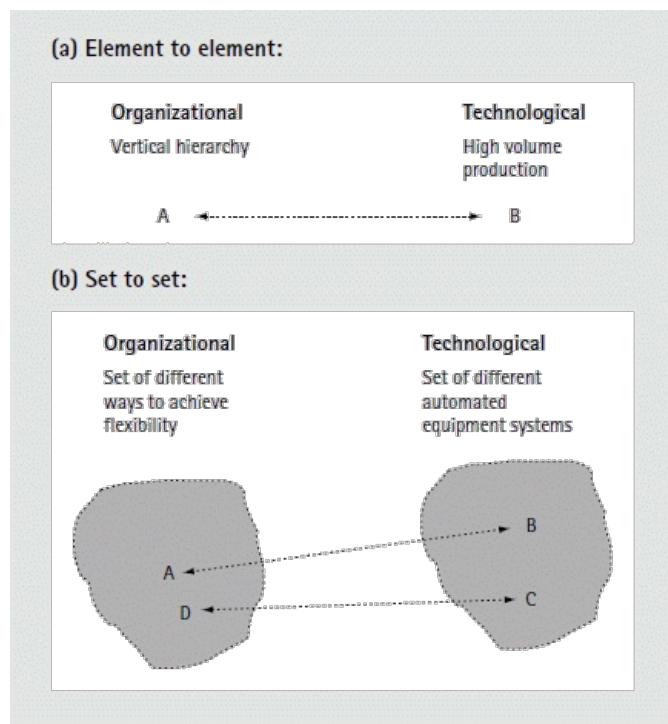 (a) Element to element:
Organizational
Technological
Vertical hierarchy
High volume
production
A
B
(b) Set to set:
Organizational
Technological
Set of different
ways to achieve
flexibility
Set of different
automated
equipment systems
A
B
D
C